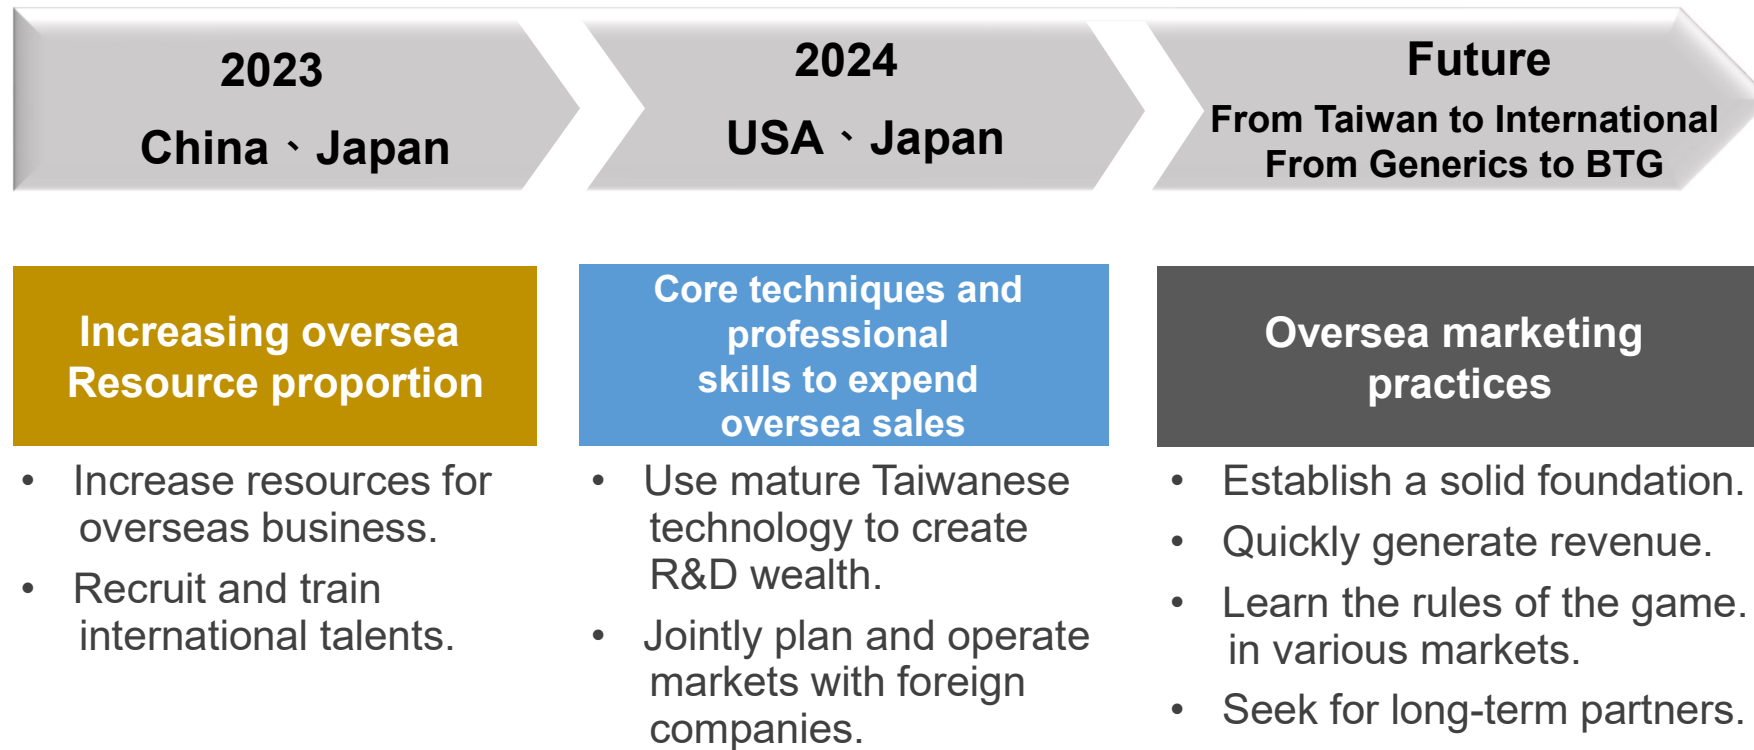 2023
China、Japan
2024
USA、Japan
Future
From Taiwan to International
From Generics to BTG
Increasing oversea
Resource proportion
• Increase resources for
overseas business.
• Recruit and train
international talents.
Core techniques and
professional
skills to expend
oversea sales
• Use mature Taiwanese
technology to create
R&D wealth.
• Jointly plan and operate
markets with foreign
companies.
Oversea marketing
practices
• Establish a solid foundation.
• Quickly generate revenue.
• Learn the rules of the game.
in various markets.
• Seek for long-term partners.